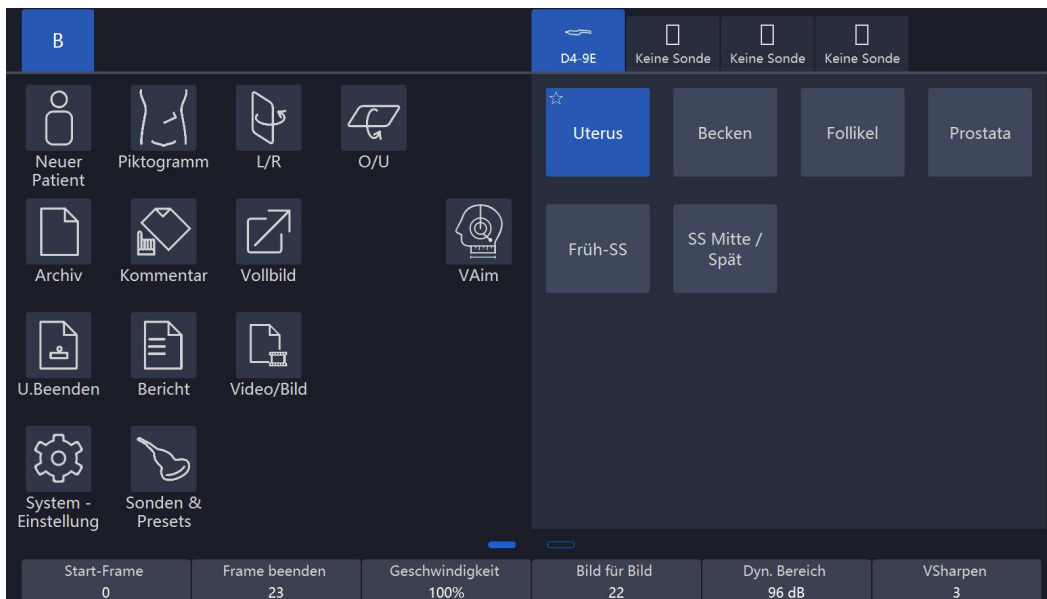 B
D4-9E
Keine Sonde
Keine Sonde
Keine Sonde
Neuer
Patient
Piktogramm
L/R
O/U
Archiv
Kommentar
Vollbild
VAim
U.Beenden
Bericht
Video/Bild
System -
Einstellung
Sonden &
Presets
Uterus
Becken
Follikel
Prostata
Früh-SS
SS Mitte /
Spät
Start-Frame
0
Frame beenden
23
Geschwindigkeit
100%
Bild für Bild
22
Dyn. Bereich
96 dB
VSharpen
3